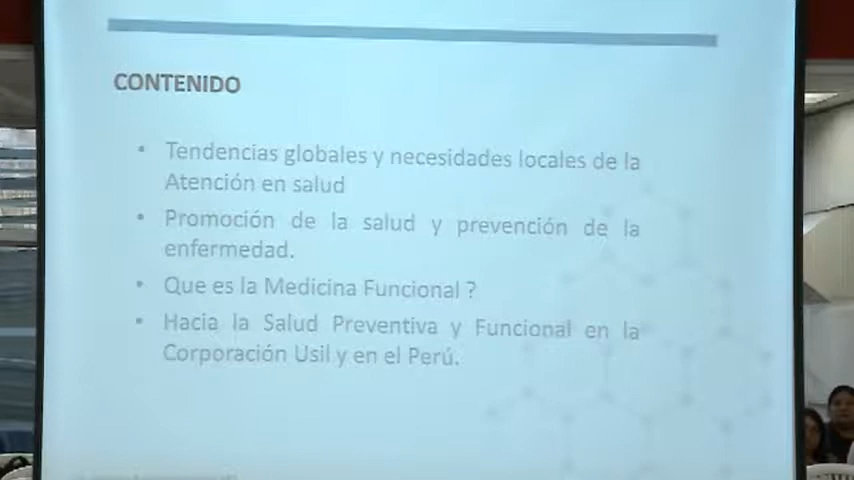 CONTENIDO
• Tendencias globales y necesidades locales de la
Atención en salud
• Promoción de la salud y prevención de la
enfermedad.
• Que es la Medicina Funcional ?
• Hacia la Salud Preventiva y Funcional en la
Corporación Usil y en el Perú.